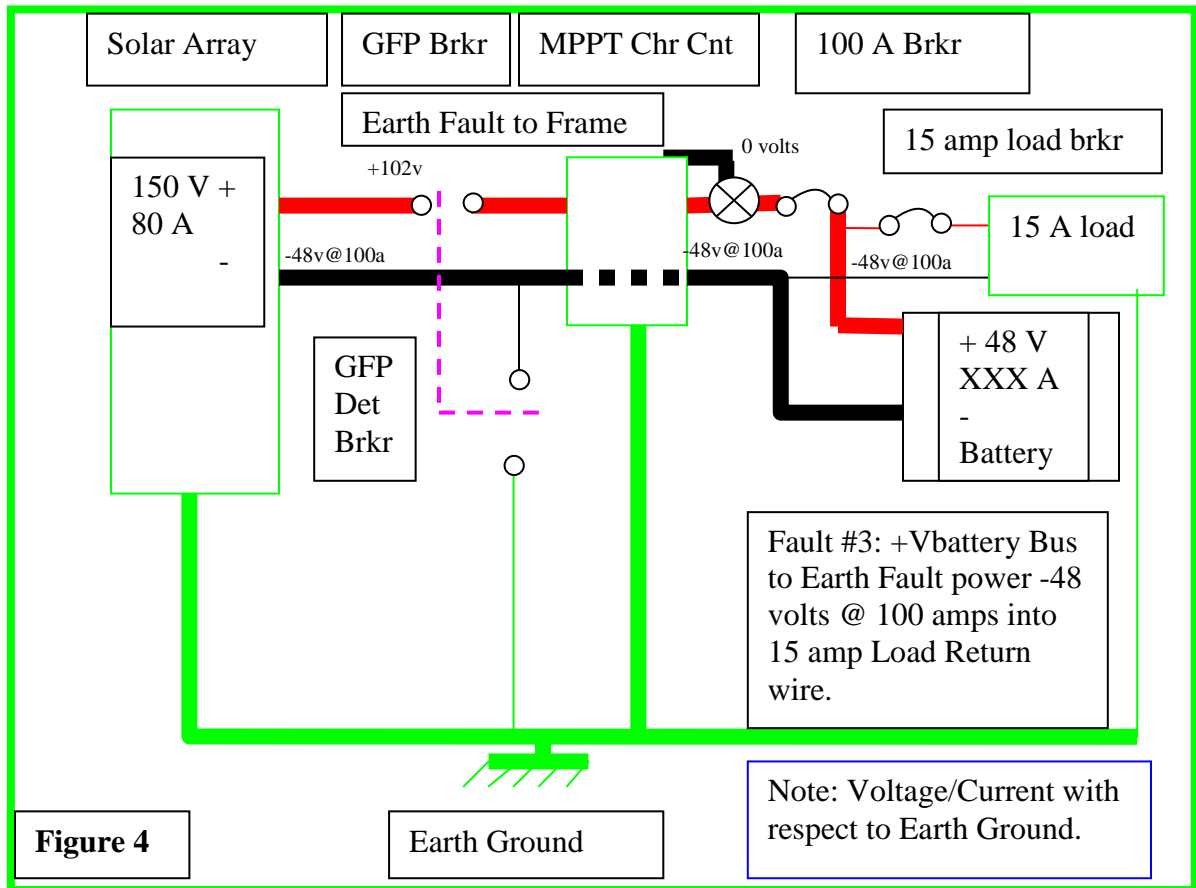 Solar Array
GFP Brkr
MPPT Chr Cnt
100 A Brkr
Earth Fault to Frame
15 amp load brkr
0 volts
+102v
150 V +
80 A
-
15 A load
-48v@100a
-48v@100a
-48v@100a
GFP
Det
Brkr
+ 48 V
XXX A
-
Battery
Fault #3: +Vbattery Bus
to Earth Fault power -48
volts @ 100 amps into
15 amp Load Return
wire.
Note: Voltage/Current with
respect to Earth Ground.
Figure 4
Earth Ground